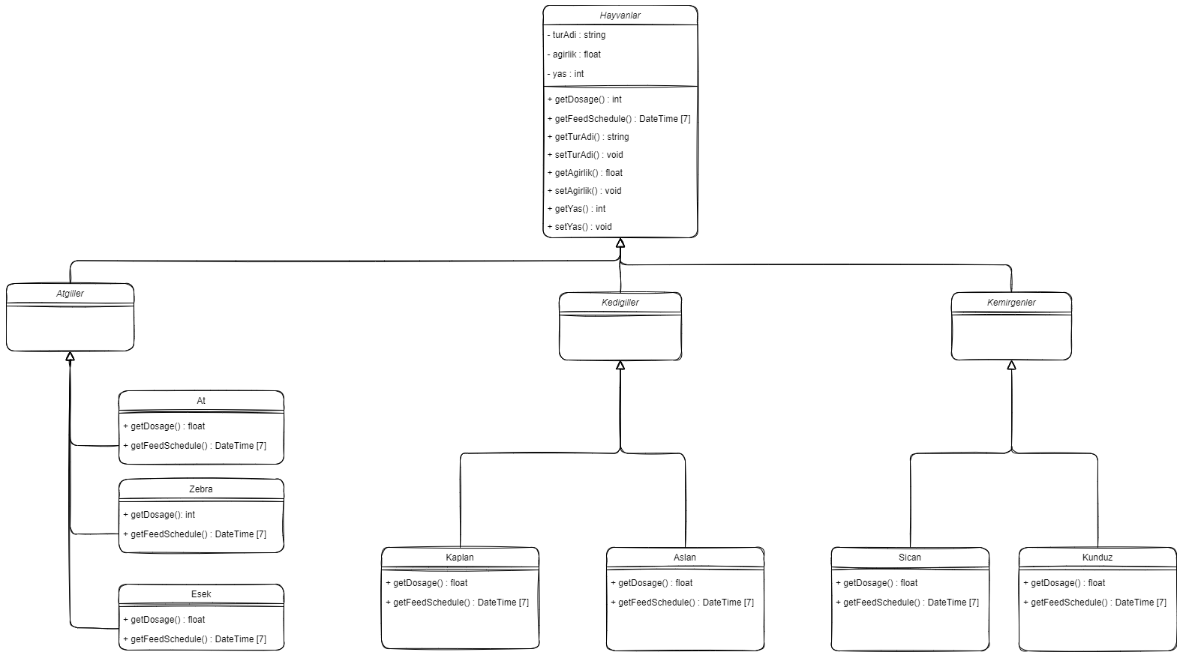 Hayvanlar
- turAdi : string
- agirlik : float
- yas : int
+ getDosage() : int
+ getFeedSchedule() : DateTime [7]
+ getTurAdi() : string
+ setTurAdi() : void
+ getAgirlik() : float
+ setAgirlik() : void
+ getYas() : int
+ setYas() : void
Atgiller
Kedigiller
Kemirgenler
At
+ getDosage() : float
+ getFeedSchedule() : DateTime [7]
Zebra
+ getDosage(): int
+ getFeedSchedule() : DateTime [7]
Esek
+ getDosage() : float
+ getFeedSchedule() : DateTime [7]
Kaplan
+ getDosage() : float
+ getFeedSchedule() : DateTime [7]
Aslan
+ getDosage() : float
+ getFeedSchedule() : DateTime [7]
Sican
+ getDosage() : float
+ getFeedSchedule() : DateTime [7]
Kunduz
+ getDosage() : float
+ getFeedSchedule() : DateTime [7]